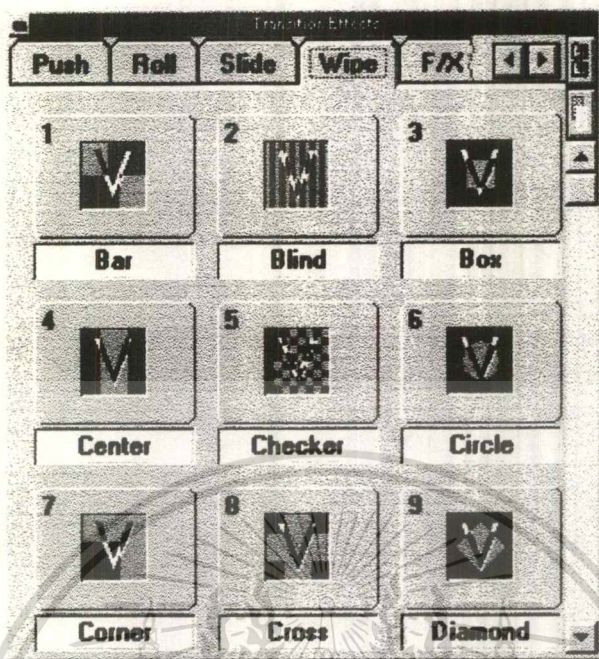 Transition Effects
Push Roll Slide Wipe F/X
1 2 3
Bar Blind Box
4 5 6
Center Checker Circle
7 8 9
Corner Cross Diamond